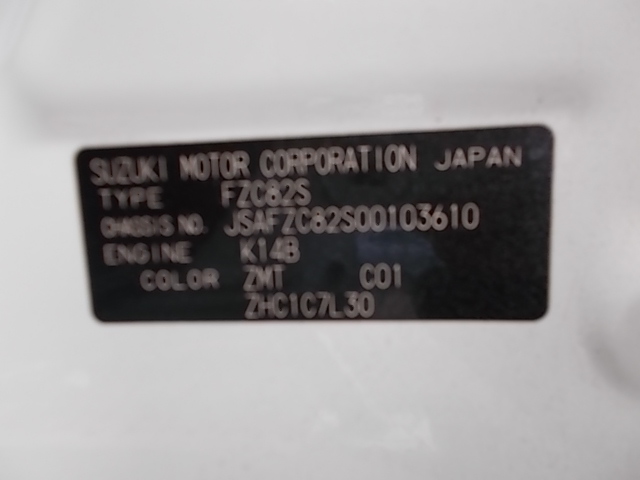 SUZUKI MOTOR CORPORATION JAPAN
TYPE FZC82S
CHASSIS NO. JSAFZC82S00103610
ENGINE K14B
COLOR ZMT C01
ZHC1C7L30